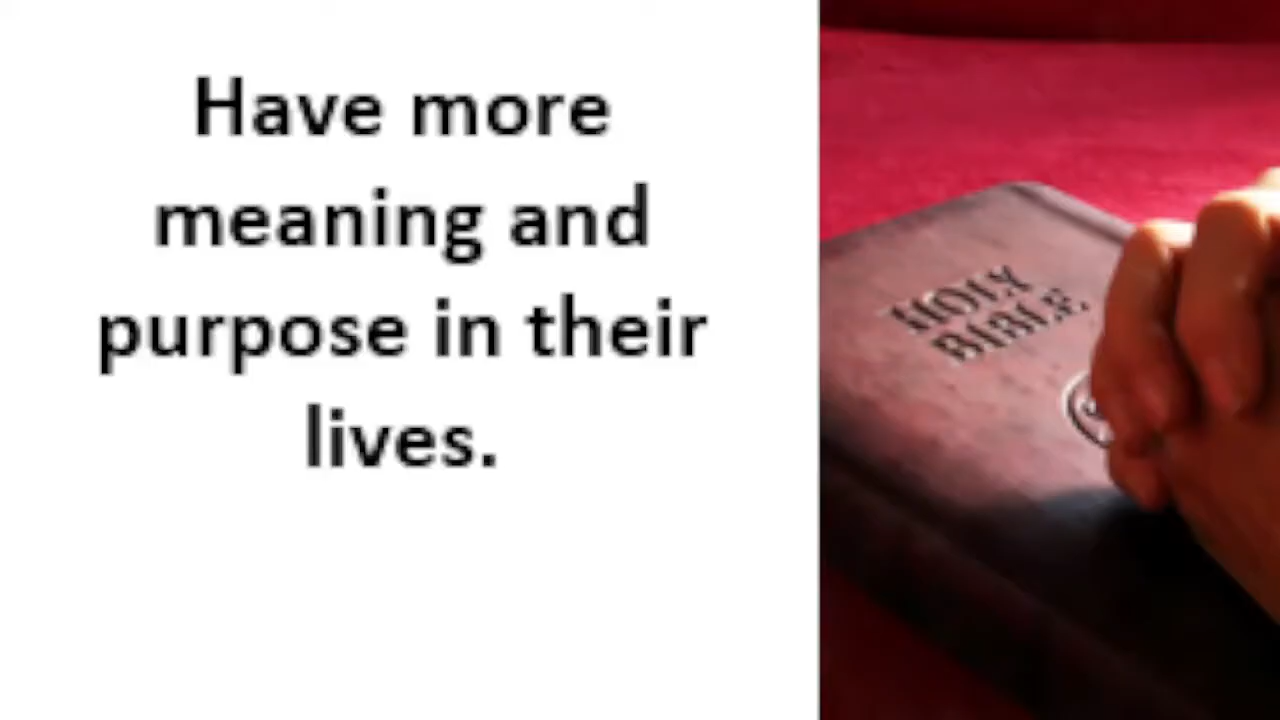 Have more
meaning and
purpose in their
lives.
HOLY
BIBLE